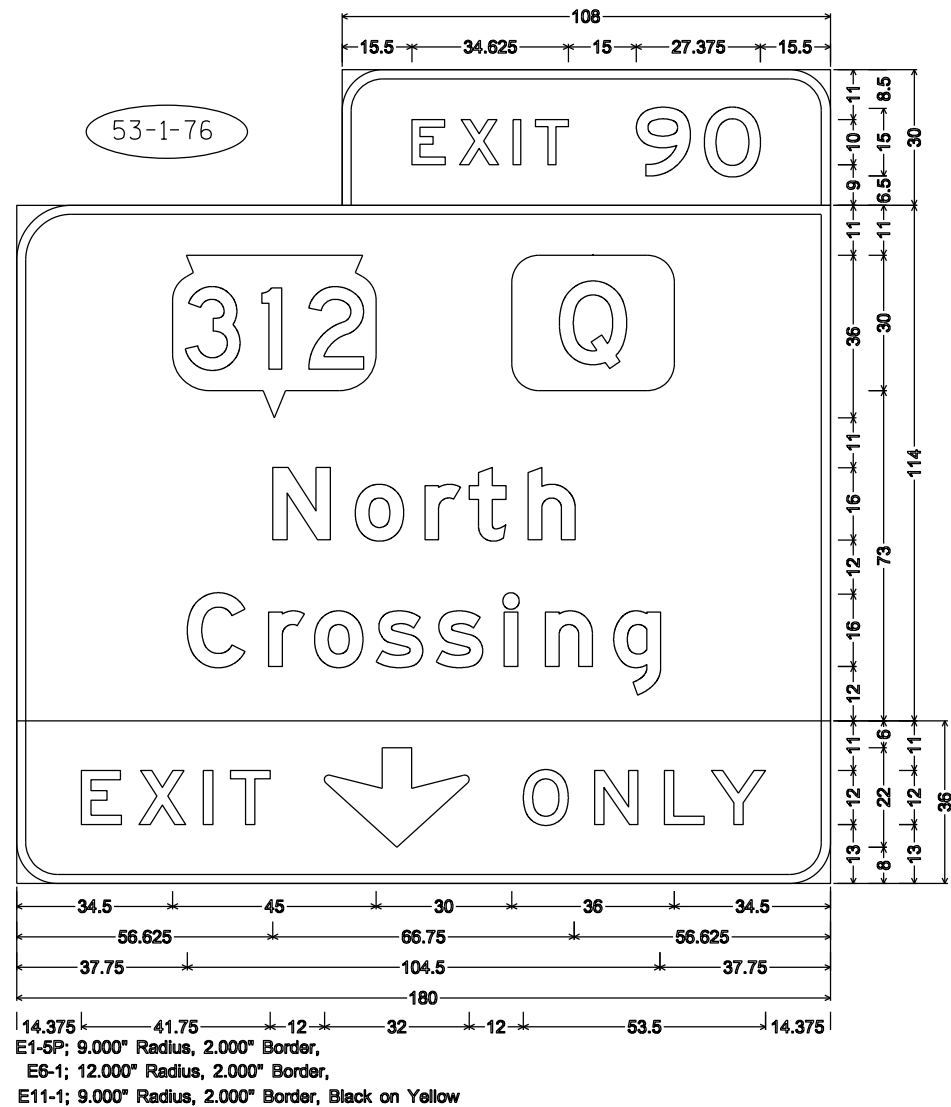 108
15.5 34.625 15 27.375 15.5
53-1-76
EXIT 90
11 10 9
8.5 15 6.5
30
312 Q
North
Crossing
EXIT ONLY
11 36 11 16 12 16 12
11 30 73
114
11 12 13
6 22 8
11 12 13
36
34.5 45 30 36 34.5
56.625 66.75 56.625
37.75 104.5 37.75
180
14.375 41.75 12 32 12 53.5 14.375
E1-5P; 9.000" Radius, 2.000" Border,
E6-1; 12.000" Radius, 2.000" Border,
E11-1; 9.000" Radius, 2.000" Border, Black on Yellow